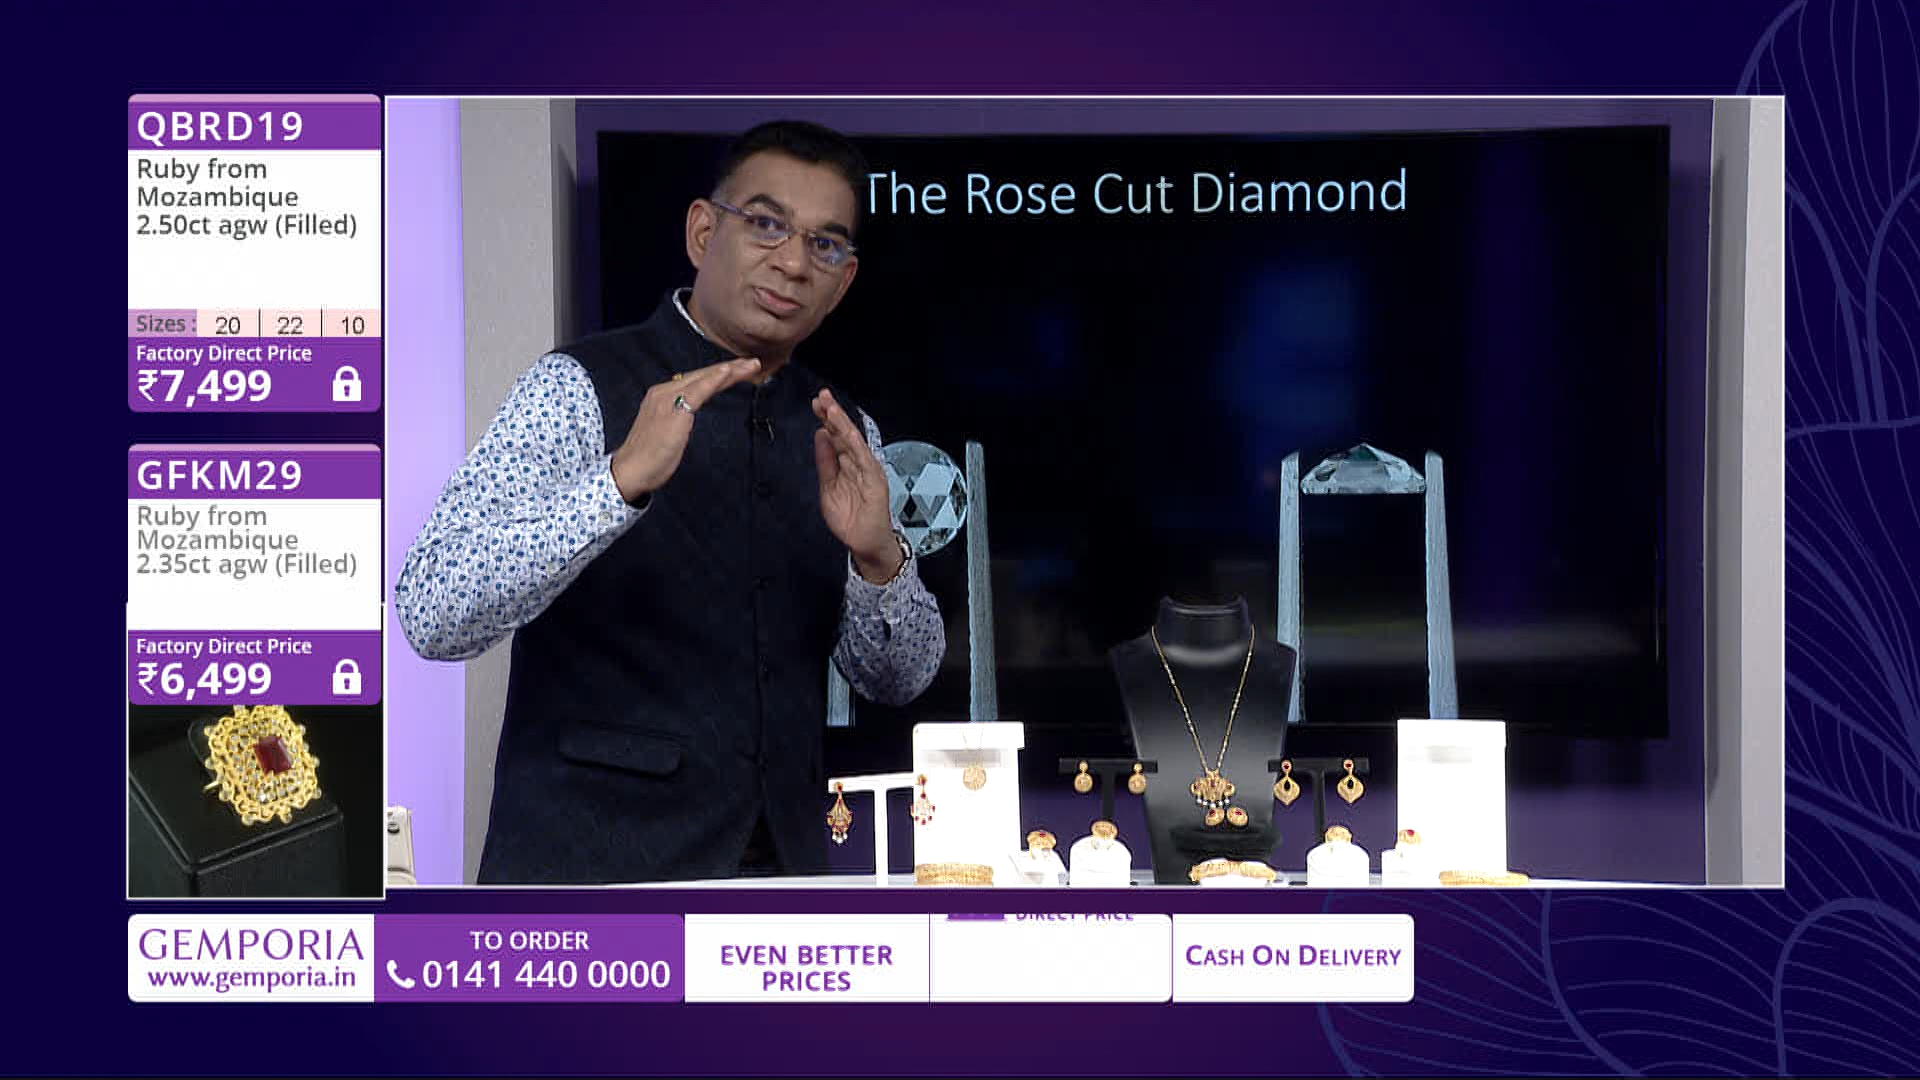 QBRD19
Ruby from
Mozambique
2.50ct agw (Filled)
Sizes : 20 22 10
Factory Direct Price
₹7,499
GFKM29
Ruby from
Mozambique
2.35ct agw (Filled)
Factory Direct Price
₹6,499
The Rose Cut Diamond
GEMPORIA
www.gemporia.in
TO ORDER
0141 440 0000
EVEN BETTER
PRICES
DIRECT PRICE
CASH ON DELIVERY